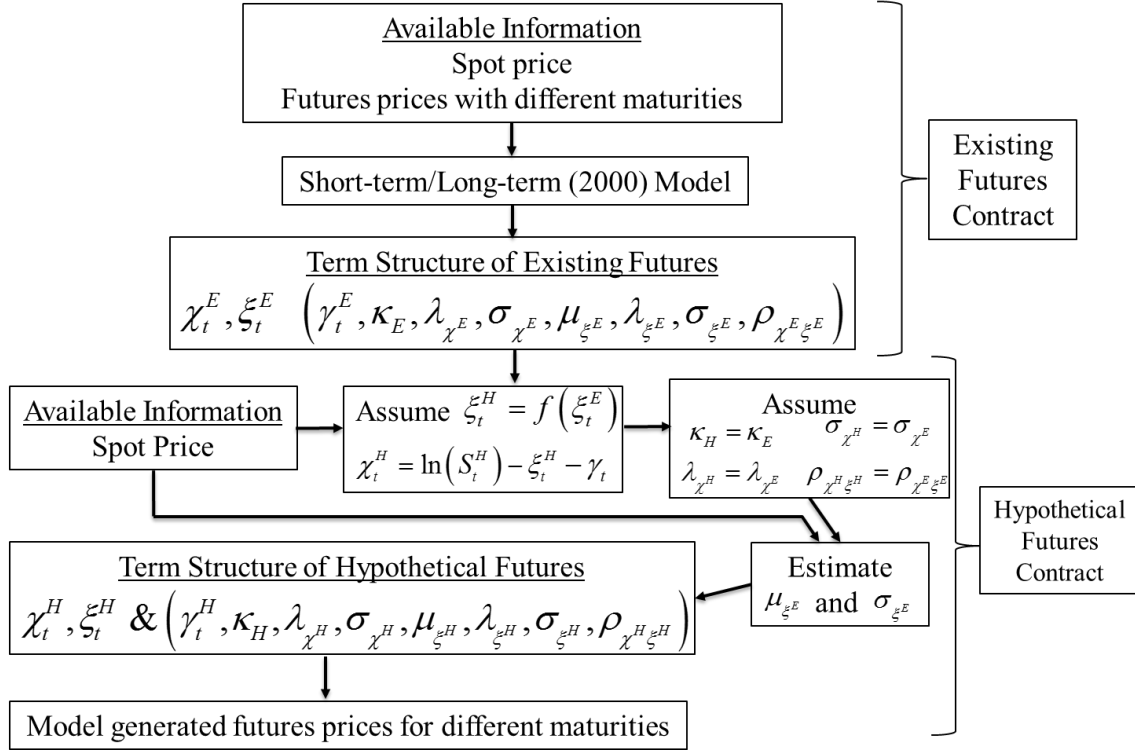 Available Information
Spot price
Futures prices with different maturities
Short-term/Long-term (2000) Model
Term Structure of Existing Futures
χ_t^E, ξ_t^E (γ_t^E, κ_E, λ_{χ^E}, σ_{χ^E}, μ_{ξ^E}, λ_{ξ^E}, σ_{ξ^E}, ρ_{χ^E ξ^E})
Existing
Futures
Contract
Available Information
Spot Price
Assume ξ_t^H = f(ξ_t^E)
χ_t^H = ln(S_t^H) − ξ_t^H − γ_t
Assume
κ_H = κ_E σ_{χ^H} = σ_{χ^E}
λ_{χ^H} = λ_{χ^E} ρ_{χ^H ξ^H} = ρ_{χ^E ξ^E}
Estimate
μ_{ξ^E} and σ_{ξ^E}
Term Structure of Hypothetical Futures
χ_t^H, ξ_t^H & (γ_t^H, κ_H, λ_{χ^H}, σ_{χ^H}, μ_{ξ^H}, λ_{ξ^H}, σ_{ξ^H}, ρ_{χ^H ξ^H})
Model generated futures prices for different maturities
Hypothetical
Futures
Contract